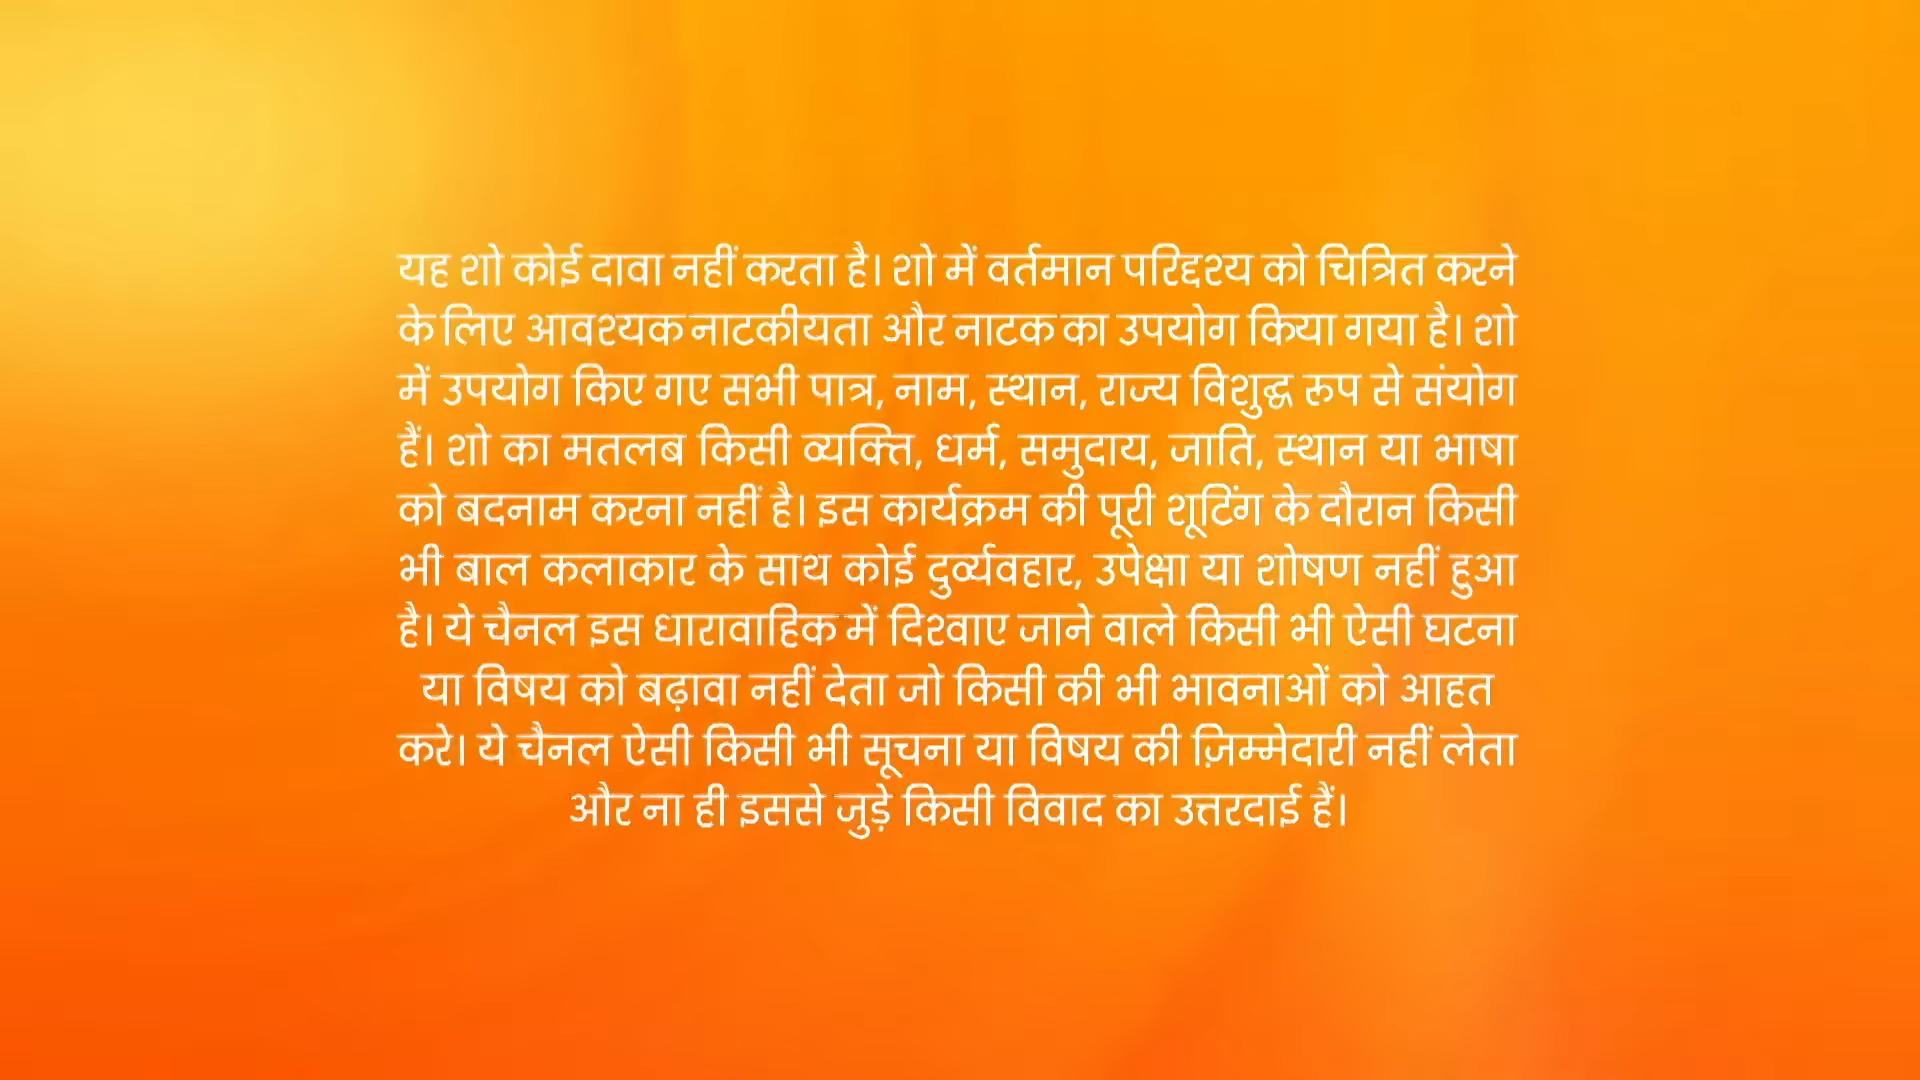 यह शो कोई दावा नहीं करता है। शो में वर्तमान परिदृश्य को चित्रित करने
के लिए आवश्यक नाटकीयता और नाटक का उपयोग किया गया है। शो
में उपयोग किए गए सभी पात्र, नाम, स्थान, राज्य विशुद्ध रूप से संयोग
हैं। शो का मतलब किसी व्यक्ति, धर्म, समुदाय, जाति, स्थान या भाषा
को बदनाम करना नहीं है। इस कार्यक्रम की पूरी शूटिंग के दौरान किसी
भी बाल कलाकार के साथ कोई दुर्व्यवहार, उपेक्षा या शोषण नहीं हुआ
है। ये चैनल इस धारावाहिक में दिखाए जाने वाले किसी भी ऐसी घटना
या विषय को बढ़ावा नहीं देता जो किसी की भी भावनाओं को आहत
करे। ये चैनल ऐसी किसी भी सूचना या विषय की ज़िम्मेदारी नहीं लेता
और ना ही इससे जुड़े किसी विवाद का उत्तरदाई हैं।